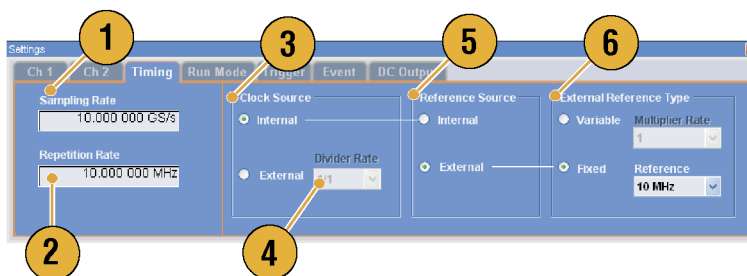 1
3
5
6
Settings
Ch 1 Ch 2 Timing Run Mode Trigger Event DC Output
Sampling Rate
10.000 000 GS/s
Repetition Rate
10.000 000 MHz
Clock Source
Internal
External
Divider Rate
1/1
Reference Source
Internal
External
External Reference Type
Variable
Multiplier Rate
1
Fixed
Reference
10 MHz
2
4